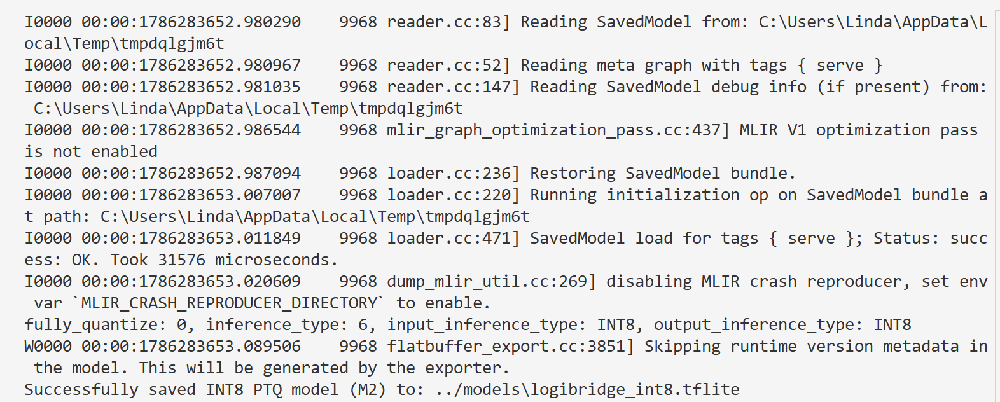 I0000 00:00:1786283652.980290    9968 reader.cc:83] Reading SavedModel from: C:\Users\Linda\AppData\L
ocal\Temp\tmpdqlgjm6t
I0000 00:00:1786283652.980967    9968 reader.cc:52] Reading meta graph with tags { serve }
I0000 00:00:1786283652.981035    9968 reader.cc:147] Reading SavedModel debug info (if present) from:
 C:\Users\Linda\AppData\Local\Temp\tmpdqlgjm6t
I0000 00:00:1786283652.986544    9968 mlir_graph_optimization_pass.cc:437] MLIR V1 optimization pass
is not enabled
I0000 00:00:1786283652.987094    9968 loader.cc:236] Restoring SavedModel bundle.
I0000 00:00:1786283653.007007    9968 loader.cc:220] Running initialization op on SavedModel bundle a
t path: C:\Users\Linda\AppData\Local\Temp\tmpdqlgjm6t
I0000 00:00:1786283653.011849    9968 loader.cc:471] SavedModel load for tags { serve }; Status: succ
ess: OK. Took 31576 microseconds.
I0000 00:00:1786283653.020609    9968 dump_mlir_util.cc:269] disabling MLIR crash reproducer, set env
 var `MLIR_CRASH_REPRODUCER_DIRECTORY` to enable.
fully_quantize: 0, inference_type: 6, input_inference_type: INT8, output_inference_type: INT8
W0000 00:00:1786283653.089506    9968 flatbuffer_export.cc:3851] Skipping runtime version metadata in
 the model. This will be generated by the exporter.
Successfully saved INT8 PTQ model (M2) to: ../models\logibridge_int8.tflite